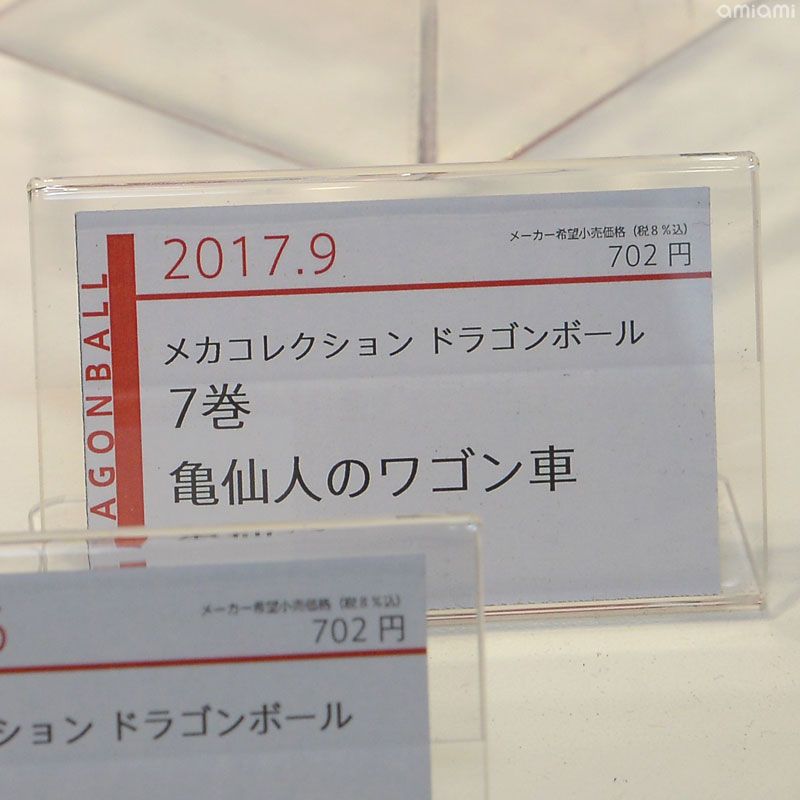 amiami
AGONBALL
2017.9
メーカー希望小売価格（税8%込）
702円
メカコレクション ドラゴンボール
7巻
亀仙人のワゴン車
メーカー希望小売価格（税8%込）
702円
ション ドラゴンボール